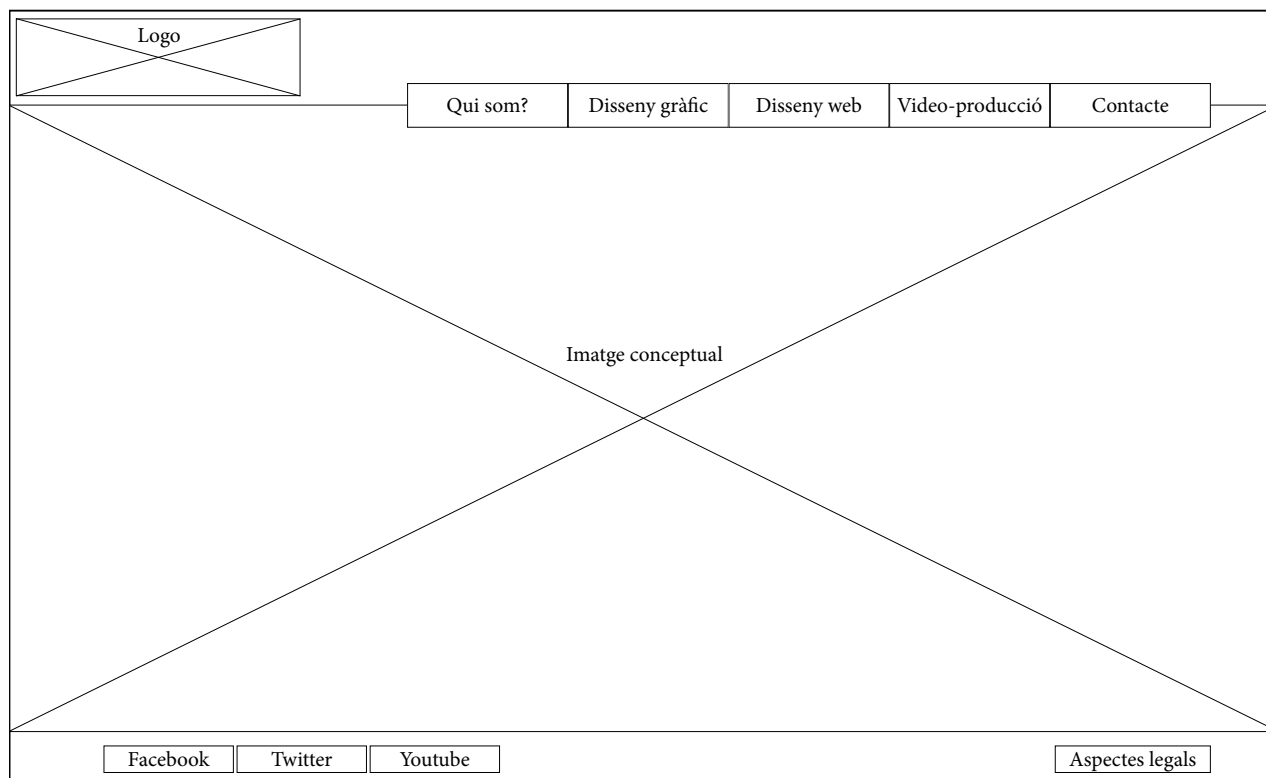 Logo
Qui som?
Disseny gràfic
Disseny web
Video-producció
Contacte
Imatge conceptual
Facebook
Twitter
Youtube
Aspectes legals